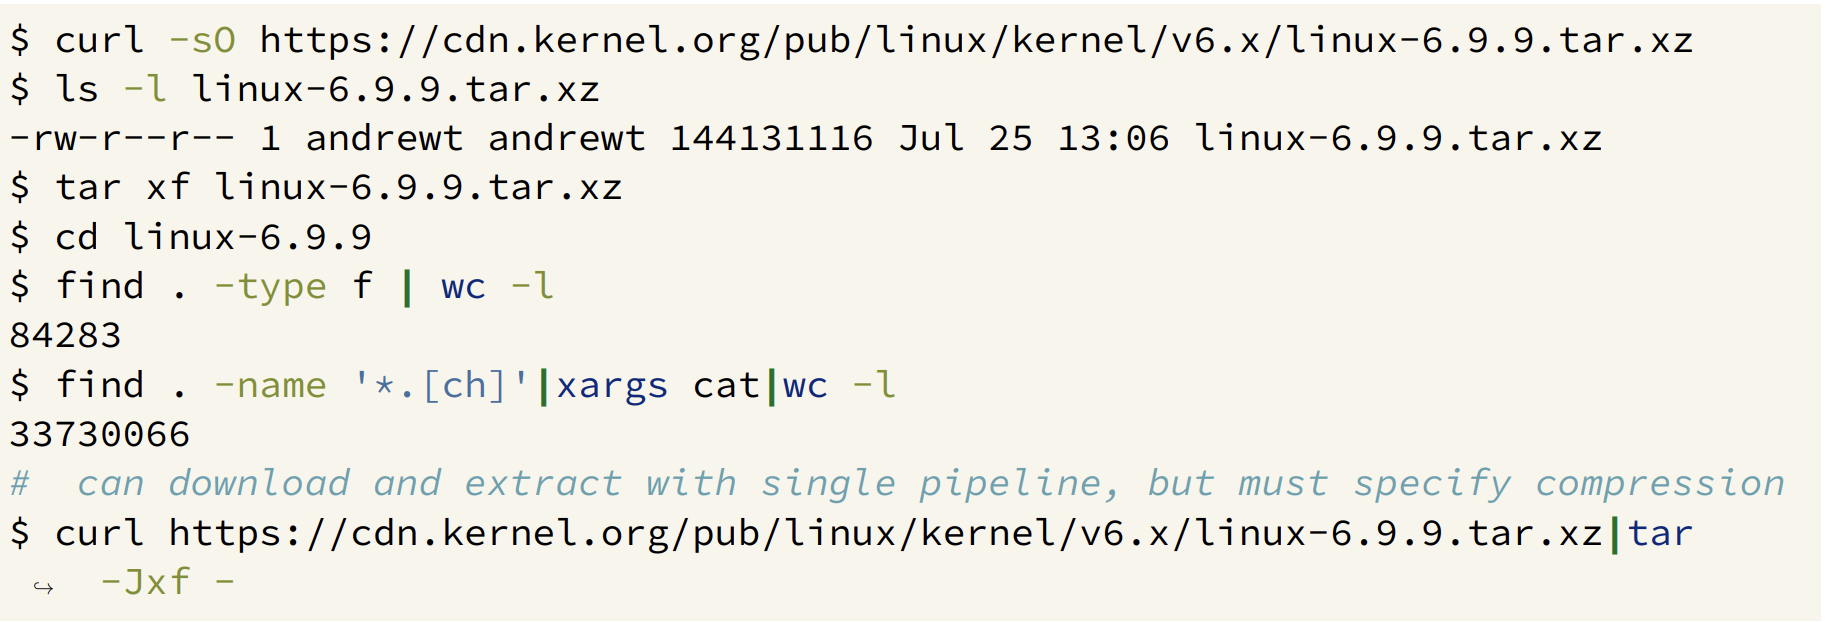 $ curl -sO https://cdn.kernel.org/pub/linux/kernel/v6.x/linux-6.9.9.tar.xz
$ ls -l linux-6.9.9.tar.xz
-rw-r--r-- 1 andrewt andrewt 144131116 Jul 25 13:06 linux-6.9.9.tar.xz
$ tar xf linux-6.9.9.tar.xz
$ cd linux-6.9.9
$ find . -type f | wc -l
84283
$ find . -name '*.[ch]'|xargs cat|wc -l
33730066
#  can download and extract with single pipeline, but must specify compression
$ curl https://cdn.kernel.org/pub/linux/kernel/v6.x/linux-6.9.9.tar.xz|tar
↪  -Jxf -